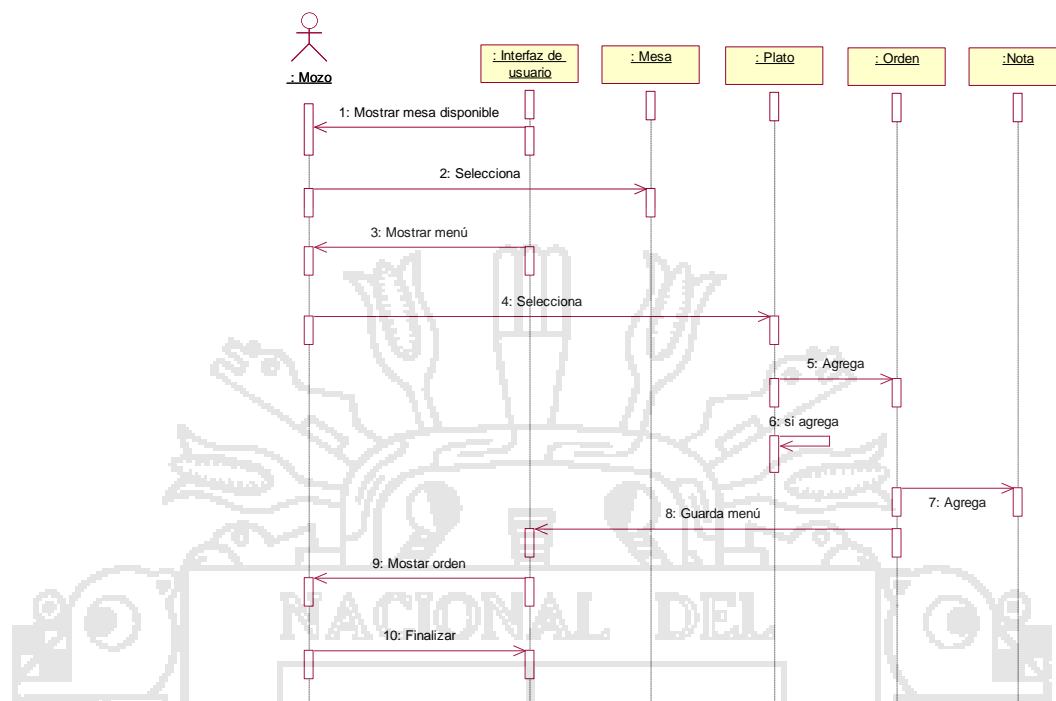 : Interfaz de
usuario
: Mesa
: Plato
: Orden
:Nota
: Mozo
1: Mostrar mesa disponible
2: Selecciona
3: Mostrar menú
4: Selecciona
5: Agrega
6: si agrega
7: Agrega
8: Guarda menú
9: Mostar orden
NACIONAL DEL
10: Finalizar